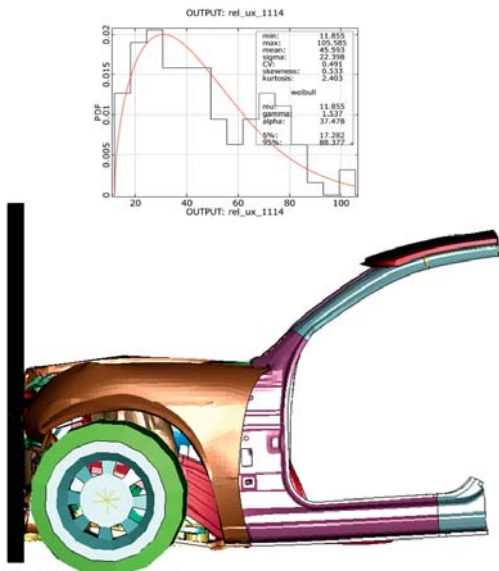 OUTPUT: rel_ux_1114
min: 11.855
max: 105.585
mean: 45.593
sigma: 22.398
CV: 0.491
skewness: 0.533
kurtosis: 2.403
weibull
mu: 11.855
gamma: 1.537
alpha: 37.478
5%: 17.282
95%: 88.377
PDF
0.02
0.015
0.01
0.005
0
20 40 60 80 100
OUTPUT: rel_ux_1114